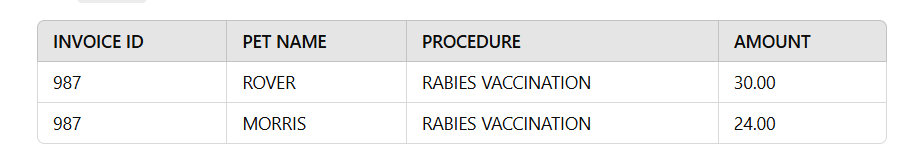 INVOICE ID PET NAME PROCEDURE AMOUNT
987 ROVER RABIES VACCINATION 30.00
987 MORRIS RABIES VACCINATION 24.00